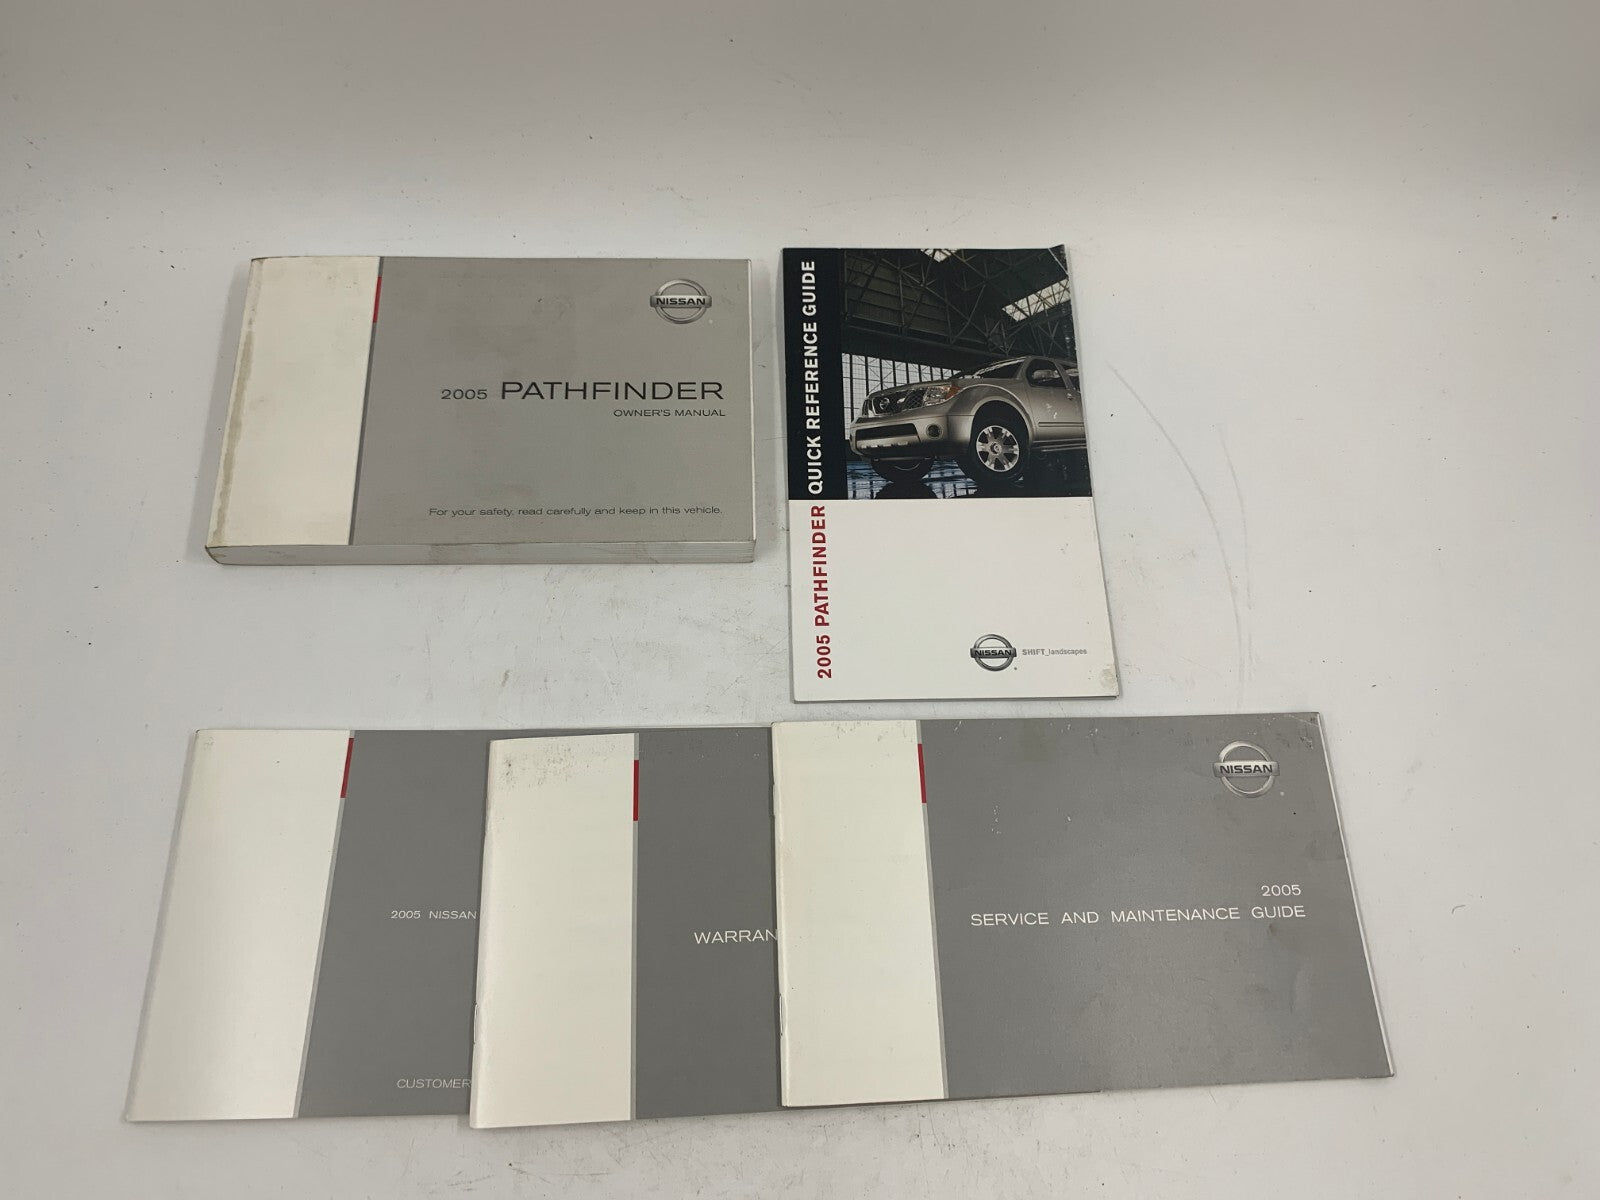 NISSAN
2005 PATHFINDER
OWNER'S MANUAL
For your safety, read carefully and keep in this vehicle.
2005 PATHFINDER QUICK REFERENCE GUIDE
NISSAN
SHIFT_landscapes
2005 NISSAN
CUSTOMER
WARRAN
NISSAN
2005
SERVICE AND MAINTENANCE GUIDE